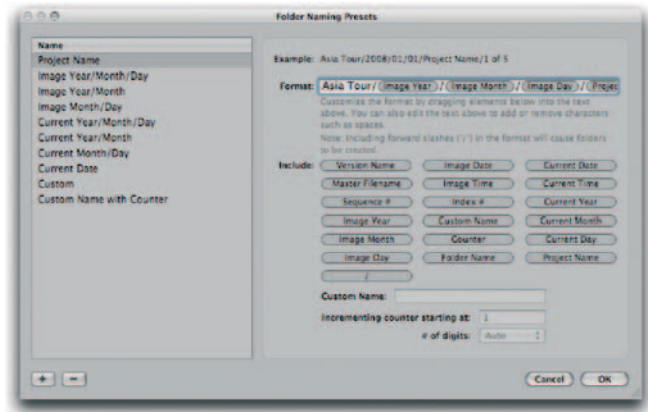 Folder Naming Presets
Name
Project Name
Image Year/Month/Day
Image Year/Month
Image Month/Day
Current Year/Month/Day
Current Year/Month
Current Month/Day
Current Date
Custom
Custom Name with Counter
Example: Asia Tour/2008/01/01/Project Name/1 of 5
Format: Asia Tour/ Image Year / Image Month / Image Day / Projec
Customize the format by dragging elements below into the text
above. You can also edit the text above to add or remove characters
such as spaces.
Note: Including forward slashes ('/') in the format will cause folders
to be created.
Include: Version Name Image Date Current Date
Master Filename Image Time Current Time
Sequence # Index # Current Year
Image Year Custom Name Current Month
Image Month Counter Current Day
Image Day Folder Name Project Name
/
Custom Name:
Incrementing counter starting at: 1
# of digits: Auto
+ −
Cancel OK